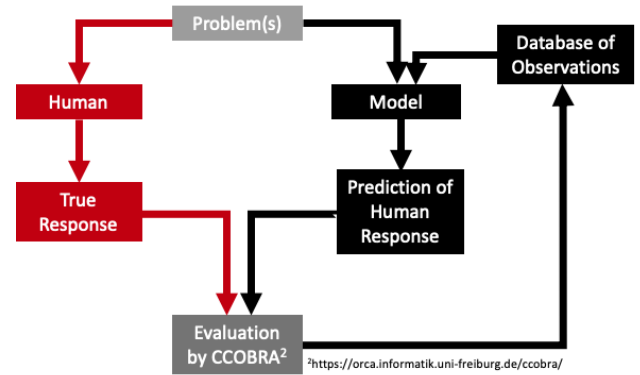 Problem(s)
Database of
Observations
Human
Model
True
Response
Prediction of
Human
Response
Evaluation
by CCOBRA²
²https://orca.informatik.uni-freiburg.de/ccobra/